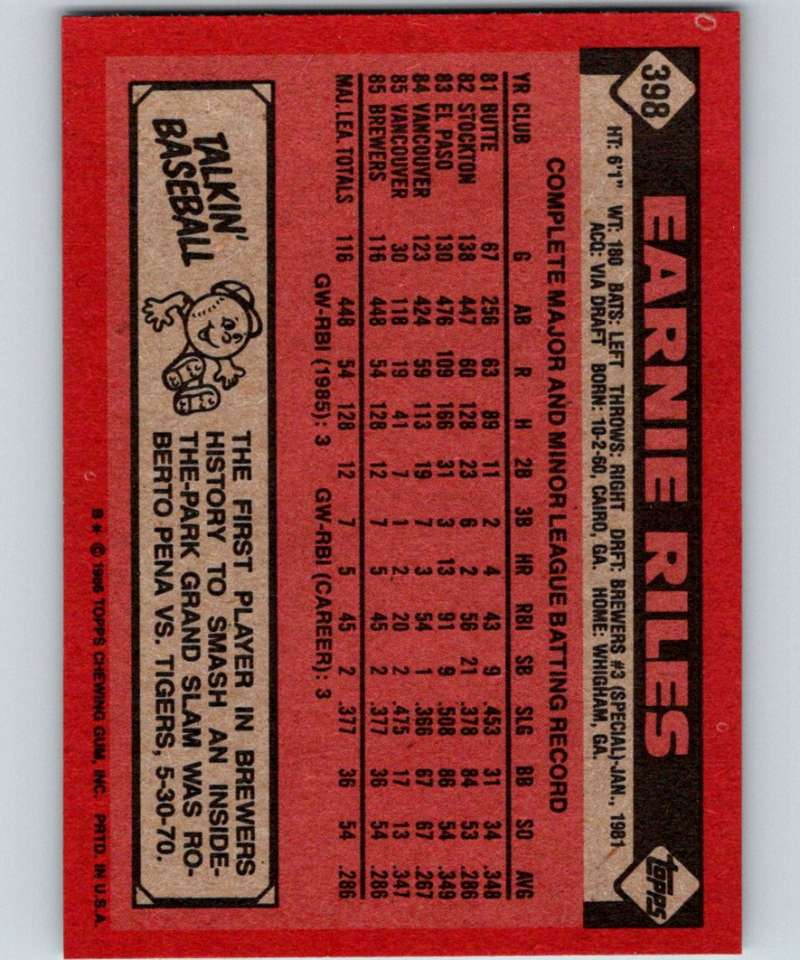 398
EARNIE RILES
TOPPS
HT: 6'1" WT: 180 BATS: LEFT THROWS: RIGHT DRFT: BREWERS #3 (SPECIAL)-JAN., 1981
ACQ: VIA DRAFT BORN: 10-2-60, CAIRO, GA. HOME: WHIGHAM, GA.
COMPLETE MAJOR AND MINOR LEAGUE BATTING RECORD
YR CLUB G AB R H 2B 3B HR RBI SB SLG BB SO AVG
81 BUTTE 67 256 63 89 11 2 4 43 9 .453 31 34 .348
82 STOCKTON 138 447 60 128 23 6 2 56 21 .378 84 53 .286
83 EL PASO 130 476 109 166 31 3 13 91 9 .508 86 54 .349
84 VANCOUVER 123 424 59 113 19 7 3 54 1 .366 67 67 .267
85 VANCOUVER 30 118 19 41 7 1 2 20 2 .475 17 13 .347
85 BREWERS 116 448 54 128 12 7 5 45 2 .377 36 54 .286
MAJ. LEA. TOTALS 116 448 54 128 12 7 5 45 2 .377 36 54 .286
GW-RBI (1985): 3 GW-RBI (CAREER): 3
TALKIN'
BASEBALL
THE FIRST PLAYER IN BREWERS
HISTORY TO SMASH AN INSIDE-
THE-PARK GRAND SLAM WAS RO-
BERTO PENA VS. TIGERS, 5-30-70.
B* © 1986 TOPPS CHEWING GUM, INC. PRTD. IN U.S.A.